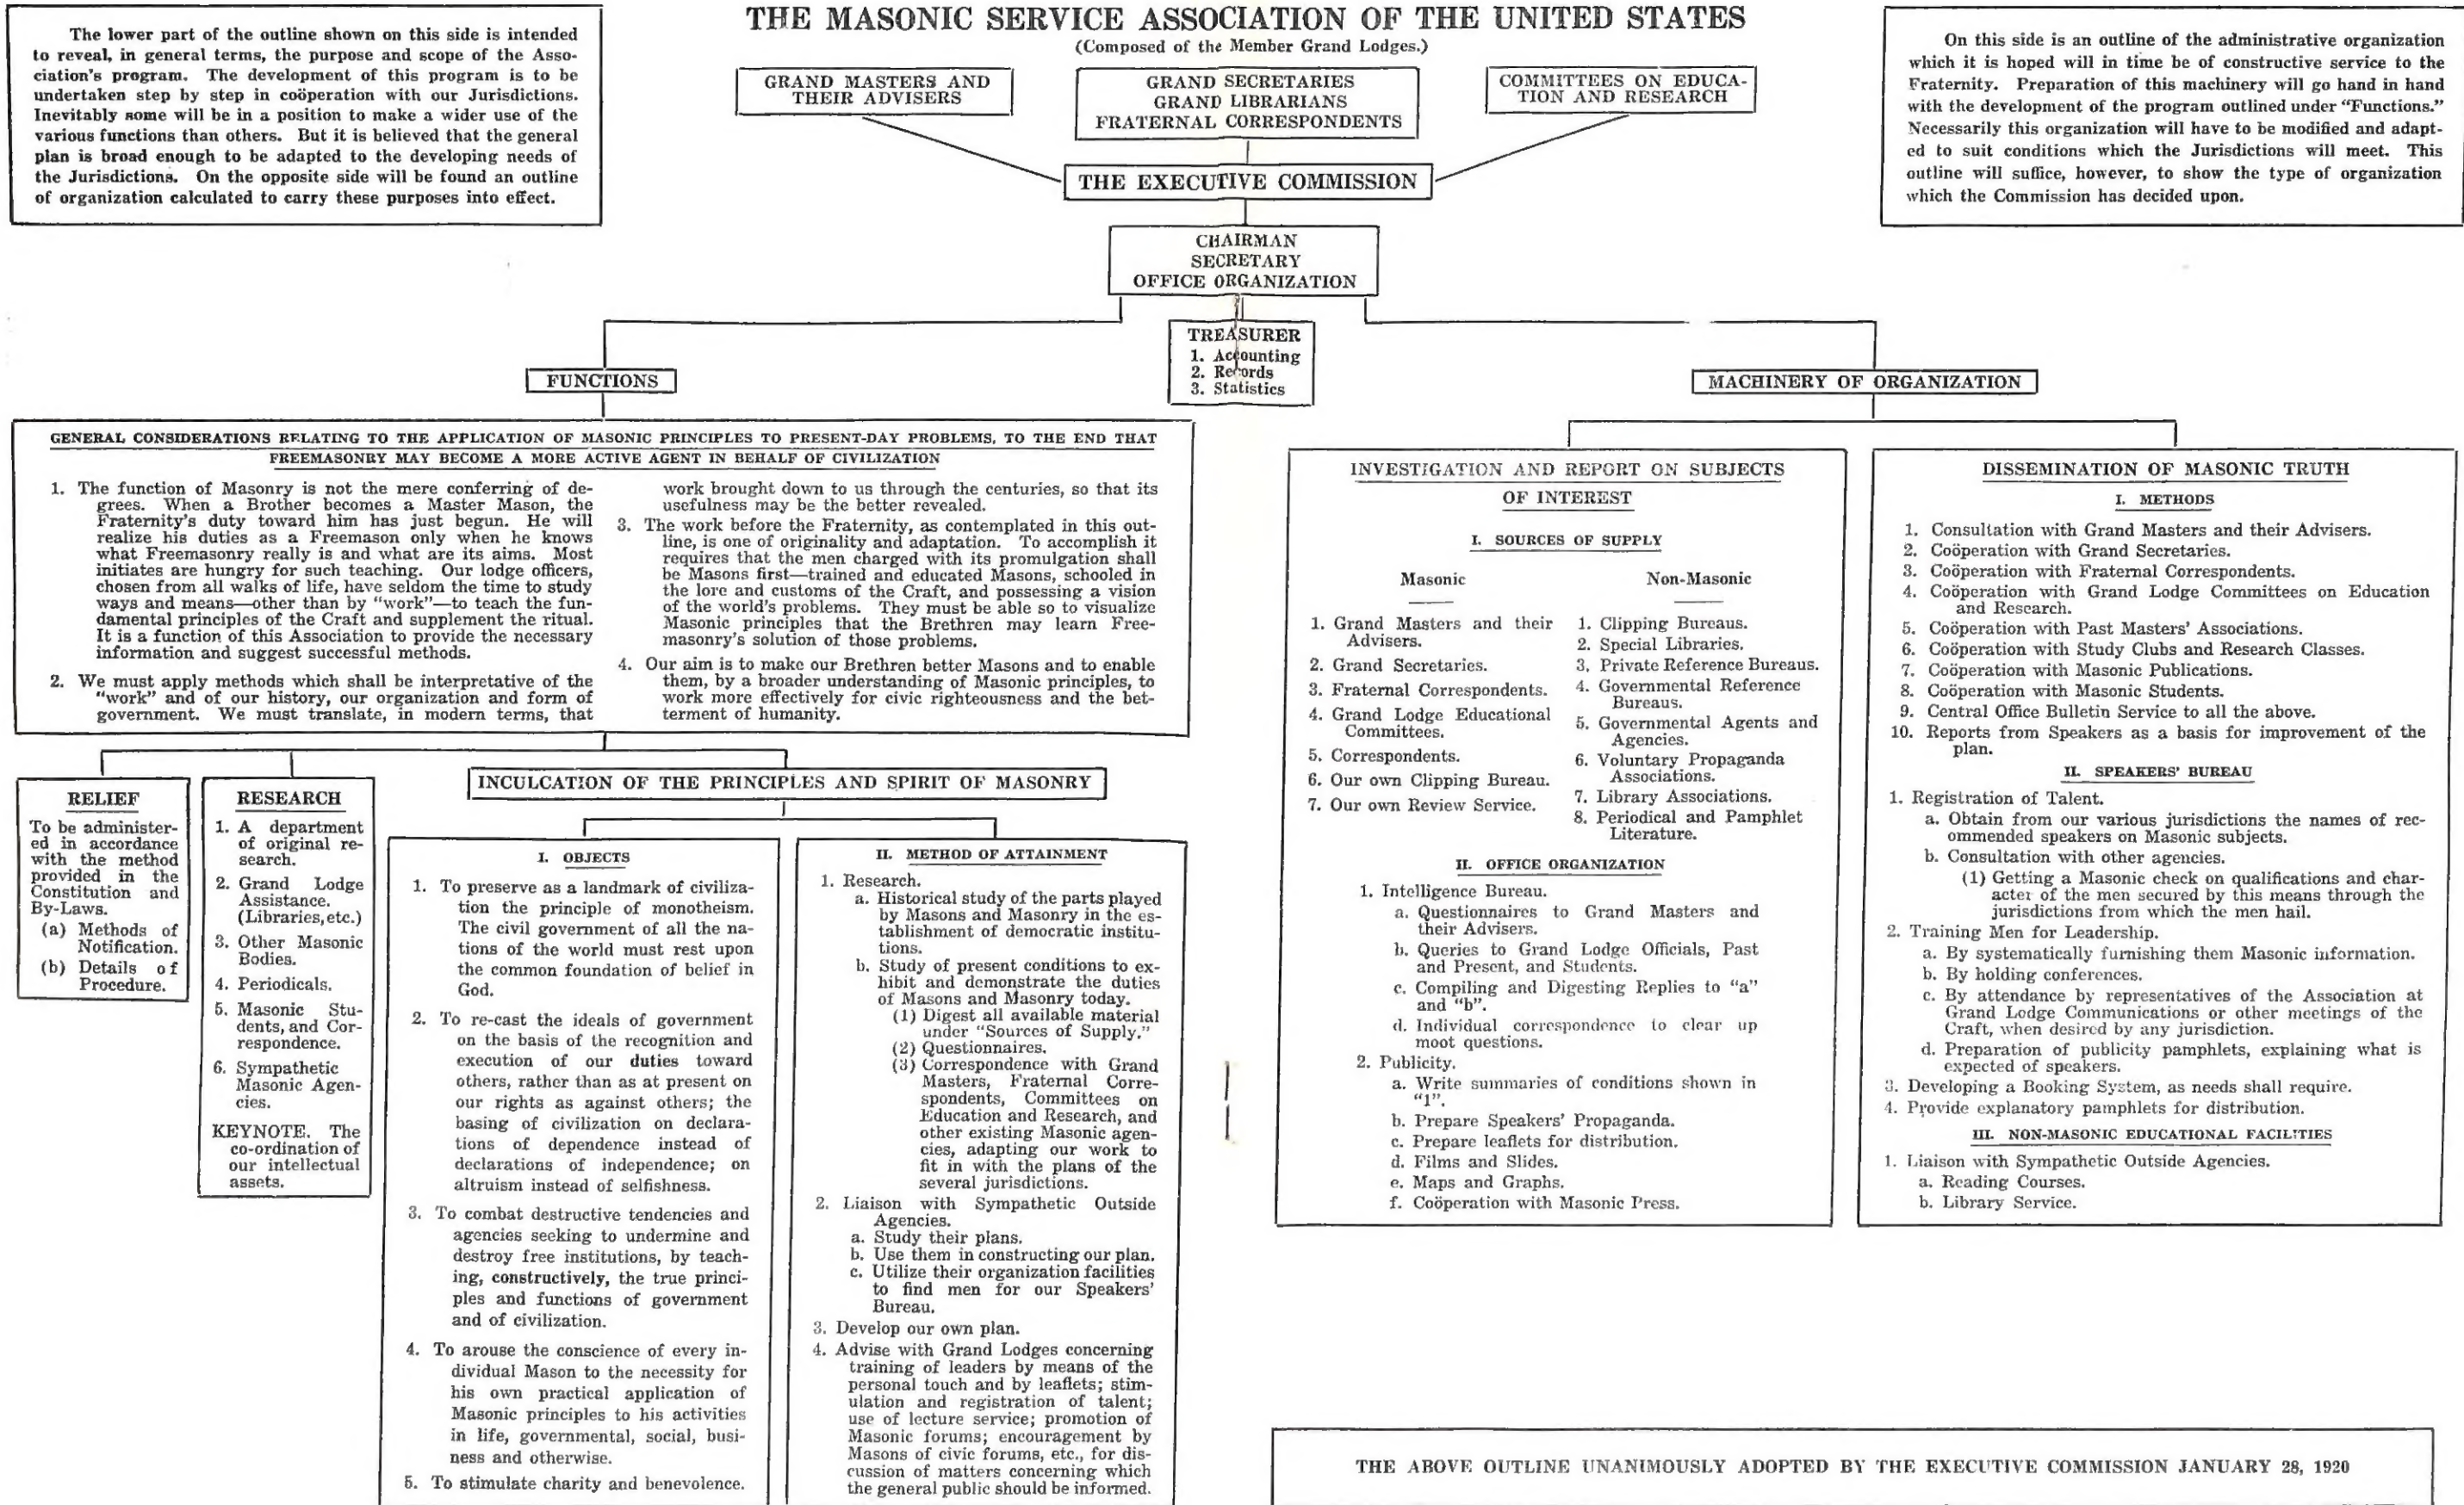 THE MASONIC SERVICE ASSOCIATION OF THE UNITED STATES
(Composed of the Member Grand Lodges.)
The lower part of the outline shown on this side is intended
to reveal, in general terms, the purpose and scope of the Asso-
ciation's program. The development of this program is to be
undertaken step by step in coöperation with our Jurisdictions.
Inevitably some will be in a position to make a wider use of the
various functions than others. But it is believed that the general
plan is broad enough to be adapted to the developing needs of
the Jurisdictions. On the opposite side will be found an outline
of organization calculated to carry these purposes into effect.
GRAND MASTERS AND
THEIR ADVISERS
GRAND SECRETARIES
GRAND LIBRARIANS
FRATERNAL CORRESPONDENTS
COMMITTEES ON EDUCA-
TION AND RESEARCH
On this side is an outline of the administrative organization
which it is hoped will in time be of constructive service to the
Fraternity. Preparation of this machinery will go hand in hand
with the development of the program outlined under "Functions."
Necessarily this organization will have to be modified and adapt-
ed to suit conditions which the Jurisdictions will meet. This
outline will suffice, however, to show the type of organization
which the Commission has decided upon.
THE EXECUTIVE COMMISSION
CHAIRMAN
SECRETARY
OFFICE ORGANIZATION
TREASURER
1. Accounting
2. Records
3. Statistics
FUNCTIONS
GENERAL CONSIDERATIONS RELATING TO THE APPLICATION OF MASONIC PRINCIPLES TO PRESENT-DAY PROBLEMS, TO THE END THAT
FREEMASONRY MAY BECOME A MORE ACTIVE AGENT IN BEHALF OF CIVILIZATION
1. The function of Masonry is not the mere conferring of de-
grees. When a Brother becomes a Master Mason, the
Fraternity's duty toward him has just begun. He will
realize his duties as a Freemason only when he knows
what Freemasonry really is and what are its aims. Most
initiates are hungry for such teaching. Our lodge officers,
chosen from all walks of life, have seldom the time to study
ways and means—other than by "work"—to teach the fun-
damental principles of the Craft and supplement the ritual.
It is a function of this Association to provide the necessary
information and suggest successful methods.
2. We must apply methods which shall be interpretative of the
"work" and of our history, our organization and form of
government. We must translate, in modern terms, that
work brought down to us through the centuries, so that its
usefulness may be the better revealed.
3. The work before the Fraternity, as contemplated in this out-
line, is one of originality and adaptation. To accomplish it
requires that the men charged with its promulgation shall
be Masons first—trained and educated Masons, schooled in
the lore and customs of the Craft, and possessing a vision
of the world's problems. They must be able so to visualize
Masonic principles that the Brethren may learn Free-
masonry's solution of those problems.
4. Our aim is to make our Brethren better Masons and to enable
them, by a broader understanding of Masonic principles, to
work more effectively for civic righteousness and the bet-
terment of humanity.
RELIEF
To be administer-
ed in accordance
with the method
provided in the
Constitution and
By-Laws.
(a) Methods of
Notification.
(b) Details of
Procedure.
RESEARCH
1. A department
of original re-
search.
2. Grand Lodge
Assistance.
(Libraries, etc.)
3. Other Masonic
Bodies.
4. Periodicals.
5. Masonic Stu-
dents, and Cor-
respondence.
6. Sympathetic
Masonic Agen-
cies.
KEYNOTE. The
co-ordination of
our intellectual
assets.
INCULCATION OF THE PRINCIPLES AND SPIRIT OF MASONRY
I. OBJECTS
1. To preserve as a landmark of civiliza-
tion the principle of monotheism.
The civil government of all the na-
tions of the world must rest upon
the common foundation of belief in
God.
2. To re-cast the ideals of government
on the basis of the recognition and
execution of our duties toward
others, rather than as at present on
our rights as against others; the
basing of civilization on declara-
tions of dependence instead of
declarations of independence; on
altruism instead of selfishness.
3. To combat destructive tendencies and
agencies seeking to undermine and
destroy free institutions, by teach-
ing, constructively, the true princi-
ples and functions of government
and of civilization.
4. To arouse the conscience of every in-
dividual Mason to the necessity for
his own practical application of
Masonic principles to his activities
in life, governmental, social, busi-
ness and otherwise.
5. To stimulate charity and benevolence.
II. METHOD OF ATTAINMENT
1. Research.
a. Historical study of the parts played
by Masons and Masonry in the es-
tablishment of democratic institu-
tions.
b. Study of present conditions to ex-
hibit and demonstrate the duties
of Masons and Masonry today.
(1) Digest all available material
under "Sources of Supply."
(2) Questionnaires.
(3) Correspondence with Grand
Masters, Fraternal Corre-
spondents, Committees on
Education and Research, and
other existing Masonic agen-
cies, adapting our work to
fit in with the plans of the
several jurisdictions.
2. Liaison with Sympathetic Outside
Agencies.
a. Study their plans.
b. Use them in constructing our plan.
c. Utilize their organization facilities
to find men for our Speakers'
Bureau.
3. Develop our own plan.
4. Advise with Grand Lodges concerning
training of leaders by means of the
personal touch and by leaflets; stim-
ulation and registration of talent;
use of lecture service; promotion of
Masonic forums; encouragement by
Masons of civic forums, etc., for dis-
cussion of matters concerning which
the general public should be informed.
MACHINERY OF ORGANIZATION
INVESTIGATION AND REPORT ON SUBJECTS
OF INTEREST
I. SOURCES OF SUPPLY
Masonic
1. Grand Masters and their
Advisers.
2. Grand Secretaries.
3. Fraternal Correspondents.
4. Grand Lodge Educational
Committees.
5. Correspondents.
6. Our own Clipping Bureau.
7. Our own Review Service.
Non-Masonic
1. Clipping Bureaus.
2. Special Libraries.
3. Private Reference Bureaus.
4. Governmental Reference
Bureaus.
5. Governmental Agents and
Agencies.
6. Voluntary Propaganda
Associations.
7. Library Associations.
8. Periodical and Pamphlet
Literature.
II. OFFICE ORGANIZATION
1. Intelligence Bureau.
a. Questionnaires to Grand Masters and
their Advisers.
b. Queries to Grand Lodge Officials, Past
and Present, and Students.
c. Compiling and Digesting Replies to "a"
and "b".
d. Individual correspondence to clear up
moot questions.
2. Publicity.
a. Write summaries of conditions shown in
"1".
b. Prepare Speakers' Propaganda.
c. Prepare leaflets for distribution.
d. Films and Slides.
e. Maps and Graphs.
f. Coöperation with Masonic Press.
DISSEMINATION OF MASONIC TRUTH
I. METHODS
1. Consultation with Grand Masters and their Advisers.
2. Coöperation with Grand Secretaries.
3. Coöperation with Fraternal Correspondents.
4. Coöperation with Grand Lodge Committees on Education
and Research.
5. Coöperation with Past Masters' Associations.
6. Coöperation with Study Clubs and Research Classes.
7. Coöperation with Masonic Publications.
8. Coöperation with Masonic Students.
9. Central Office Bulletin Service to all the above.
10. Reports from Speakers as a basis for improvement of the
plan.
II. SPEAKERS' BUREAU
1. Registration of Talent.
a. Obtain from our various jurisdictions the names of rec-
ommended speakers on Masonic subjects.
b. Consultation with other agencies.
(1) Getting a Masonic check on qualifications and char-
acter of the men secured by this means through the
jurisdictions from which the men hail.
2. Training Men for Leadership.
a. By systematically furnishing them Masonic information.
b. By holding conferences.
c. By attendance by representatives of the Association at
Grand Lodge Communications or other meetings of the
Craft, when desired by any jurisdiction.
d. Preparation of publicity pamphlets, explaining what is
expected of speakers.
3. Developing a Booking System, as needs shall require.
4. Provide explanatory pamphlets for distribution.
III. NON-MASONIC EDUCATIONAL FACILITIES
1. Liaison with Sympathetic Outside Agencies.
a. Reading Courses.
b. Library Service.
THE ABOVE OUTLINE UNANIMOUSLY ADOPTED BY THE EXECUTIVE COMMISSION JANUARY 28, 1920